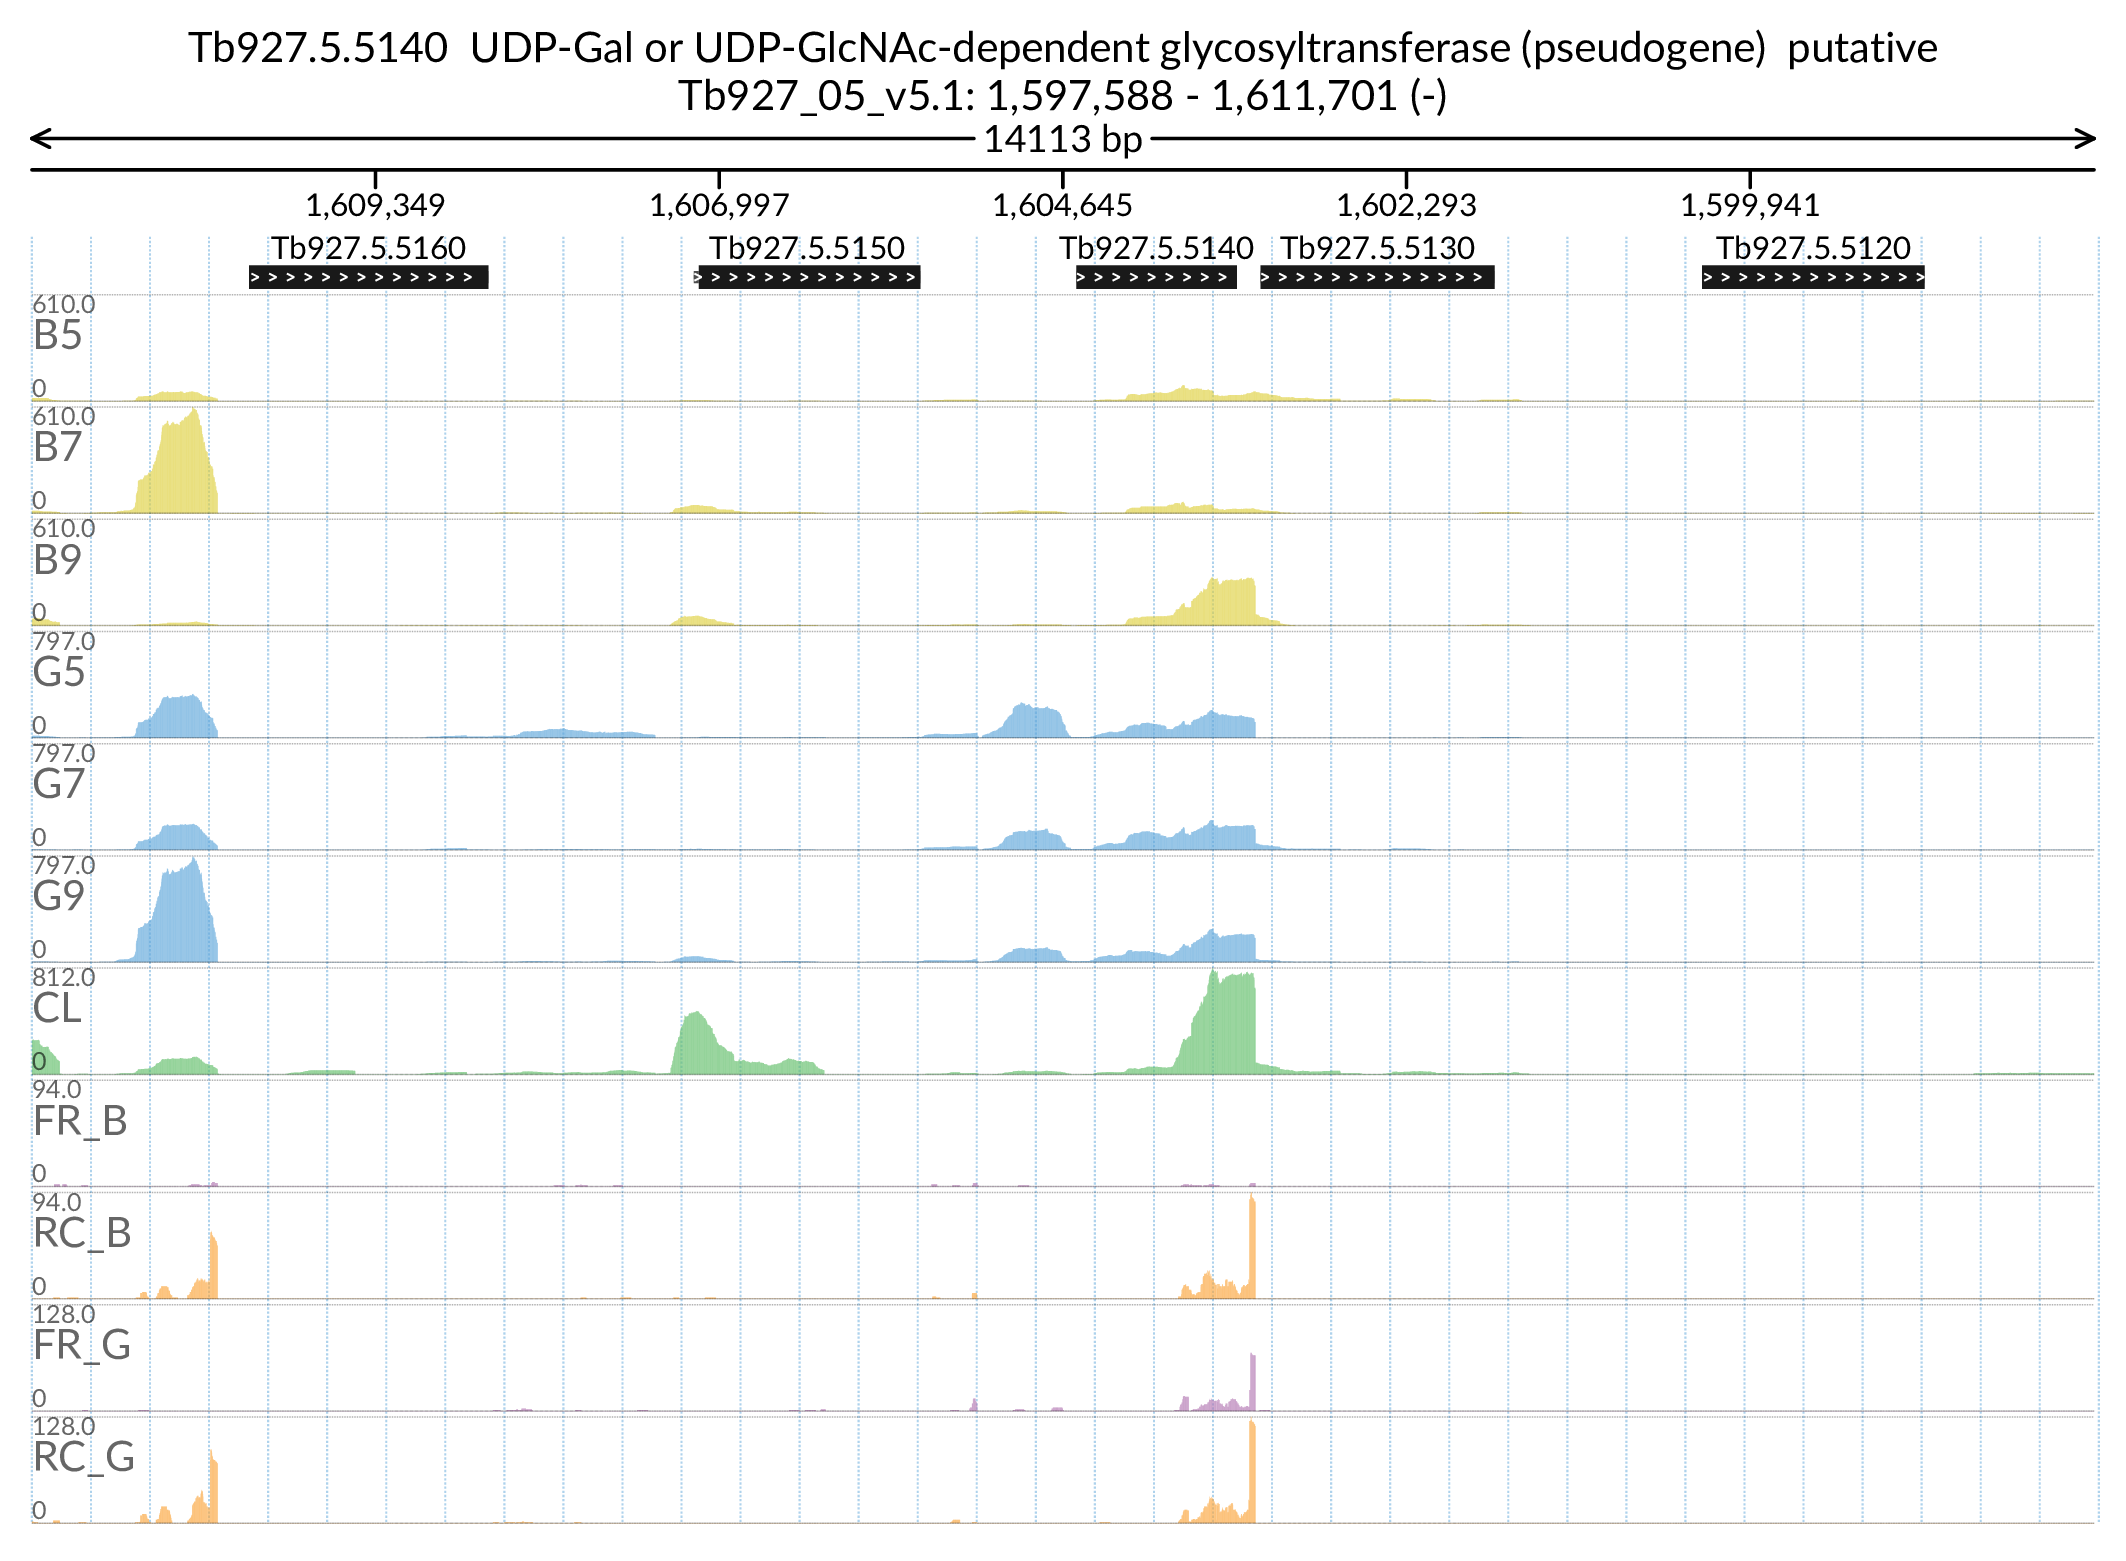 Tb927.5.5140  UDP-Gal or UDP-GlcNAc-dependent glycosyltransferase (pseudogene)  putative
Tb927_05_v5.1: 1,597,588 - 1,611,701 (-)
14113 bp
1,609,349 1,606,997 1,604,645 1,602,293 1,599,941
Tb927.5.5160 Tb927.5.5150 Tb927.5.5140 Tb927.5.5130 Tb927.5.5120
610.0
B5
0
610.0
B7
0
610.0
B9
0
797.0
G5
0
797.0
G7
0
797.0
G9
0
812.0
CL
0
94.0
FR_B
0
94.0
RC_B
0
128.0
FR_G
0
128.0
RC_G
0